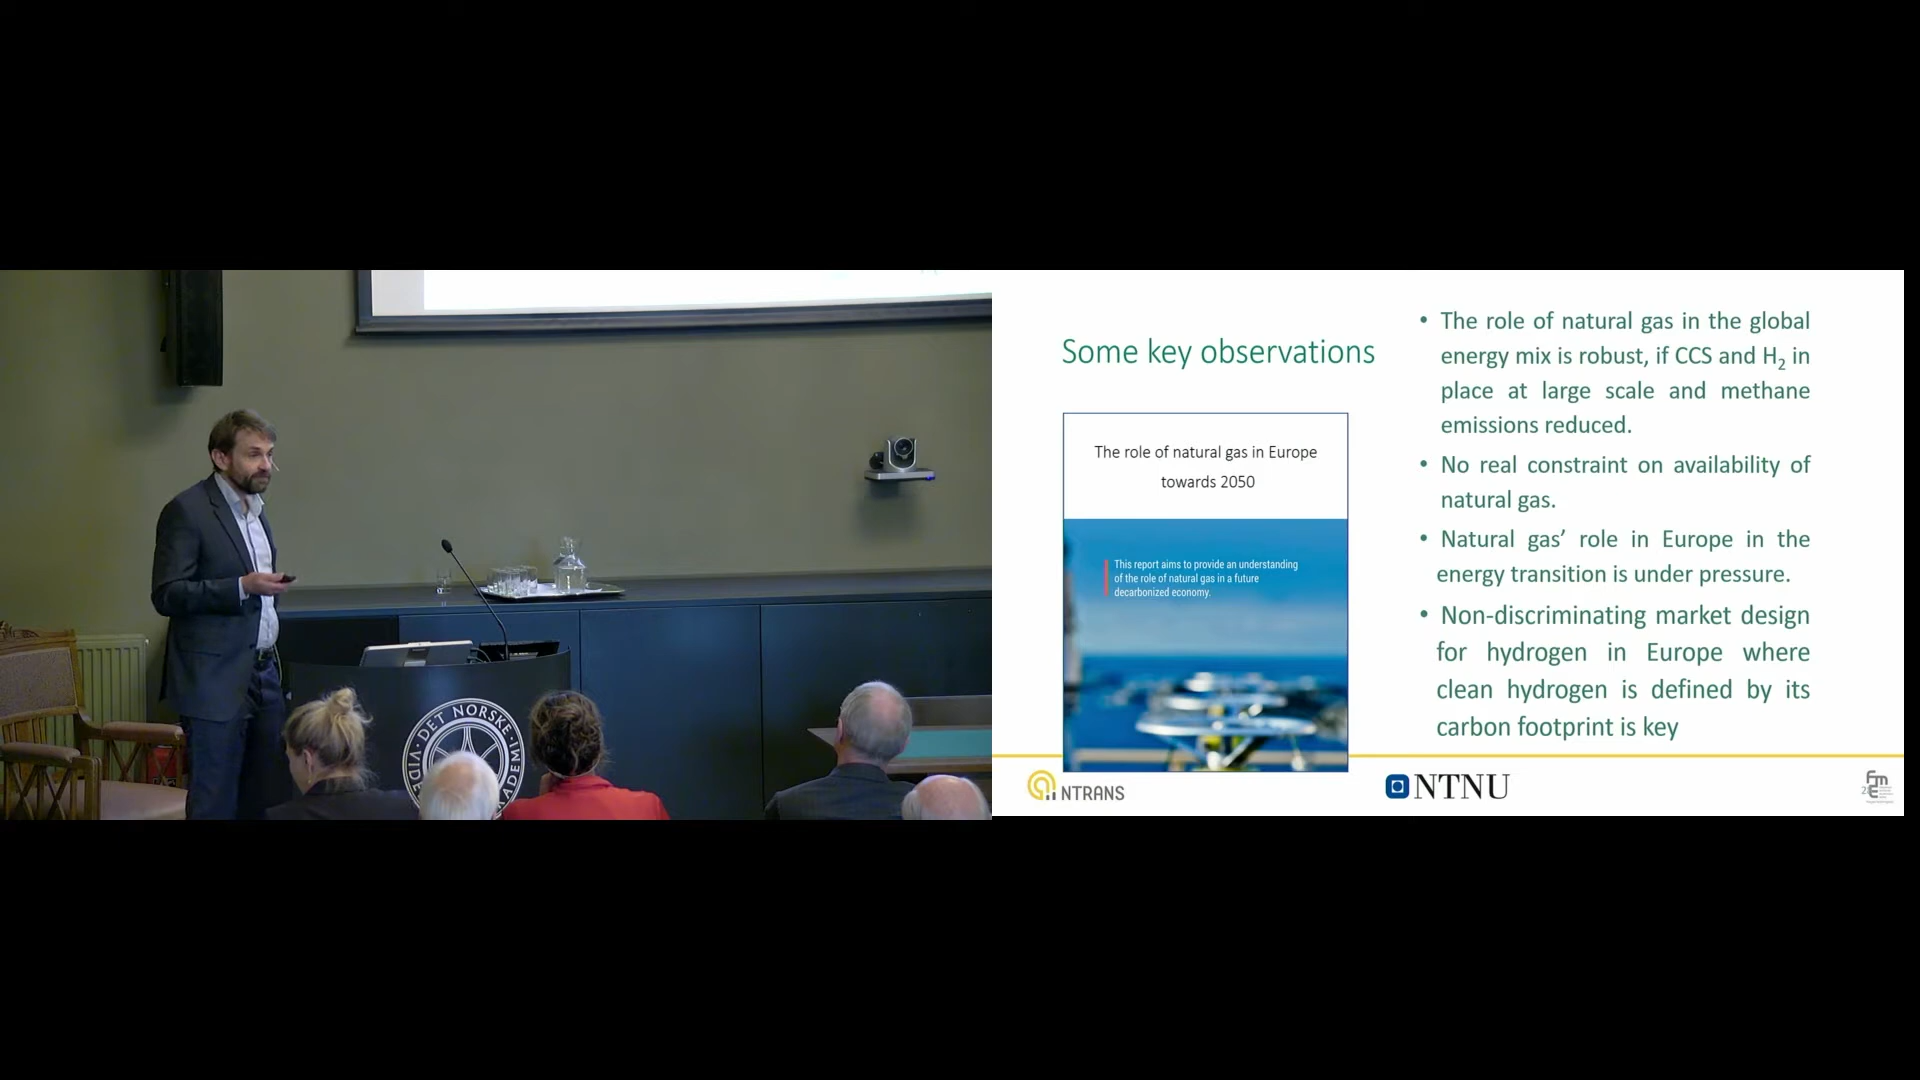 DET NORSKE
VIDE
AKADEMI
Some key observations
The role of natural gas in Europe
towards 2050
This report aims to provide an understanding
of the role of natural gas in a future
decarbonized economy.
• The role of natural gas in the global
energy mix is robust, if CCS and H₂ in
place at large scale and methane
emissions reduced.
• No real constraint on availability of
natural gas.
• Natural gas’ role in Europe in the
energy transition is under pressure.
• Non-discriminating market design
for hydrogen in Europe where
clean hydrogen is defined by its
carbon footprint is key
NTRANS
NTNU
fme